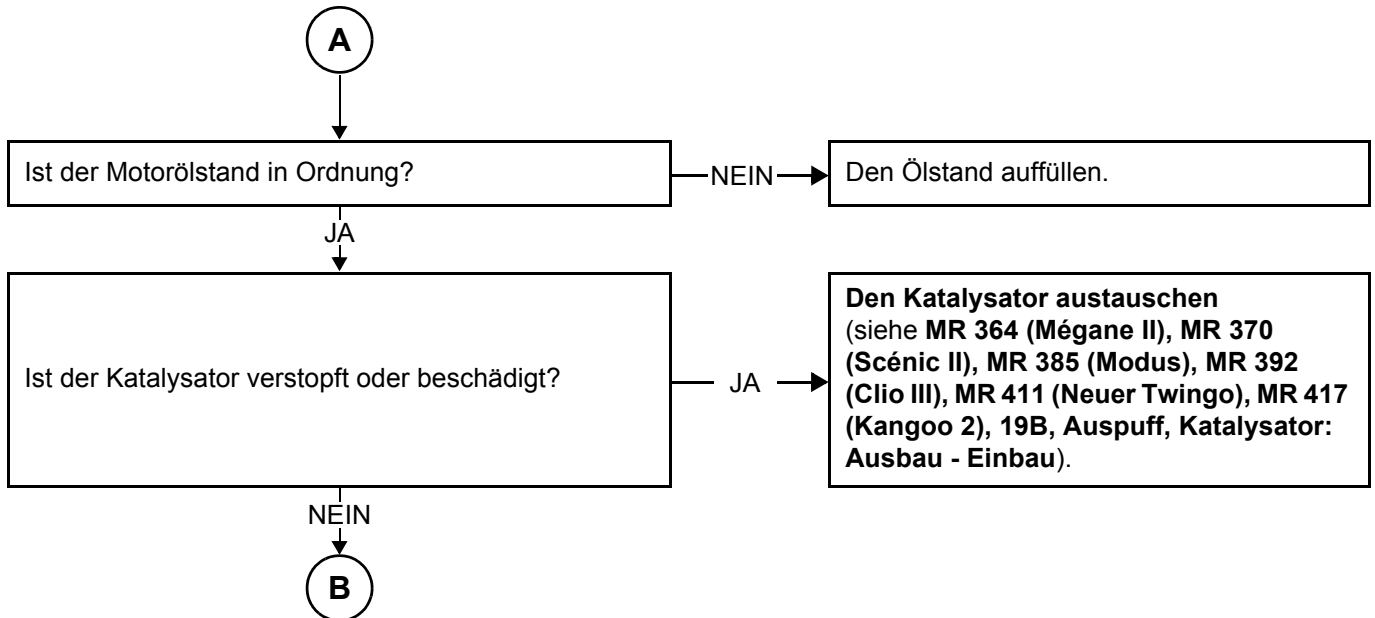 A
Ist der Motorölstand in Ordnung?
NEIN
Den Ölstand auffüllen.
JA
Ist der Katalysator verstopft oder beschädigt?
JA
Den Katalysator austauschen
(siehe MR 364 (Mégane II), MR 370
(Scénic II), MR 385 (Modus), MR 392
(Clio III), MR 411 (Neuer Twingo), MR 417
(Kangoo 2), 19B, Auspuff, Katalysator:
Ausbau - Einbau).
NEIN
B